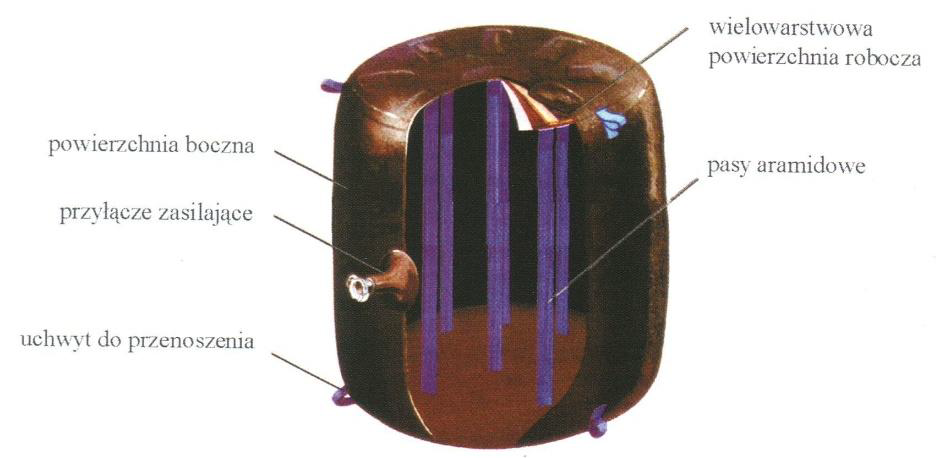 wielowarstwowa
powierzchnia robocza
powierzchnia boczna
pasy aramidowe
przyłącze zasilające
uchwyt do przenoszenia